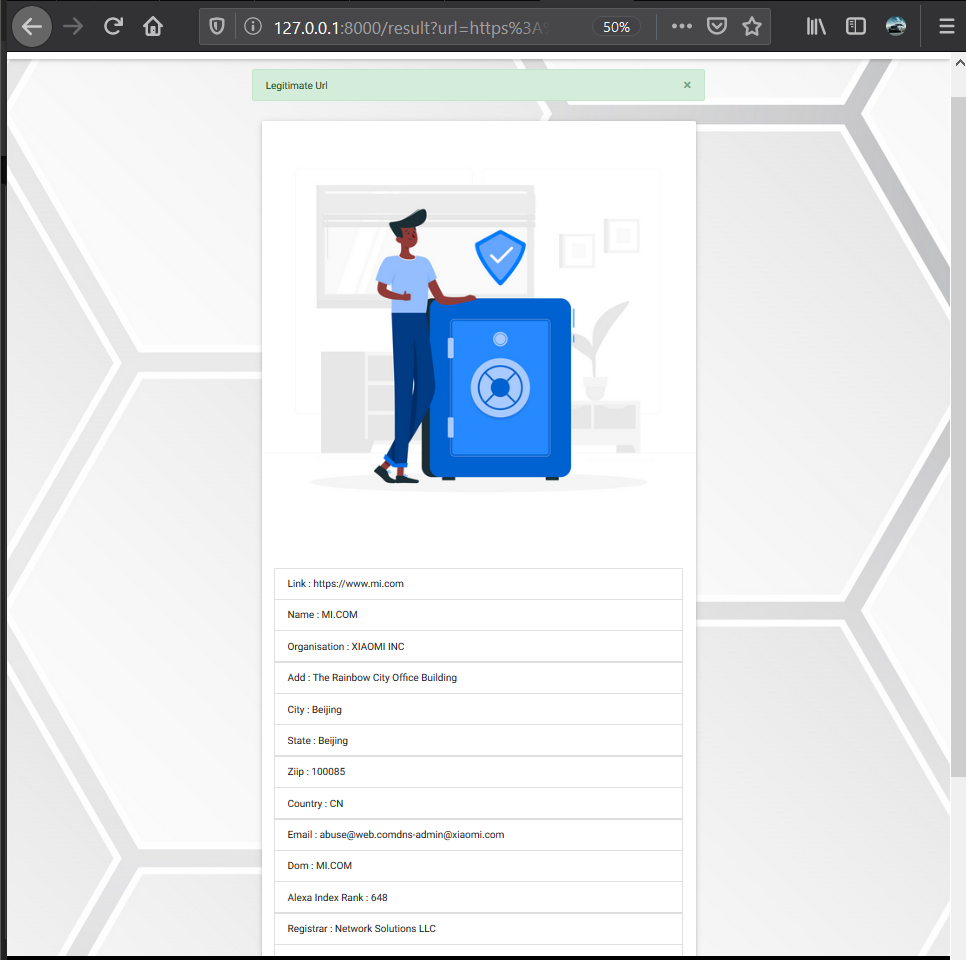 127.0.0.1:8000/result?url=https%3A%
50%
Legitimate Url
×
Link : https://www.mi.com
Name : MI.COM
Organisation : XIAOMI INC
Add : The Rainbow City Office Building
City : Beijing
State : Beijing
Ziip : 100085
Country : CN
Email : abuse@web.comdns-admin@xiaomi.com
Dom : MI.COM
Alexa Index Rank : 648
Registrar : Network Solutions LLC